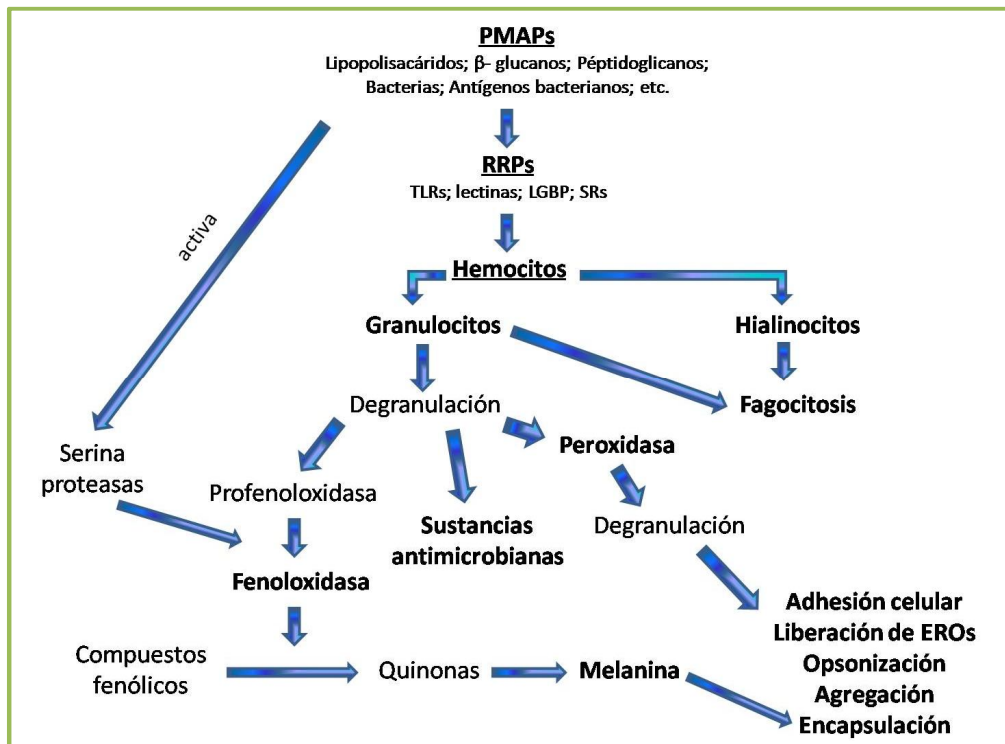 PMAPs
Lipopolisacáridos; β- glucanos; Péptidoglicanos;
Bacterias; Antígenos bacterianos; etc.
RRPs
TLRs; lectinas; LGBP; SRs
activa
Hemocitos
Granulocitos
Hialinocitos
Degranulación
Fagocitosis
Serina
proteasas
Profenoloxidasa
Peroxidasa
Sustancias
antimicrobianas
Degranulación
Fenoloxidasa
Adhesión celular
Liberación de EROs
Opsonización
Agregación
Encapsulación
Compuestos
fenólicos
Quinonas
Melanina